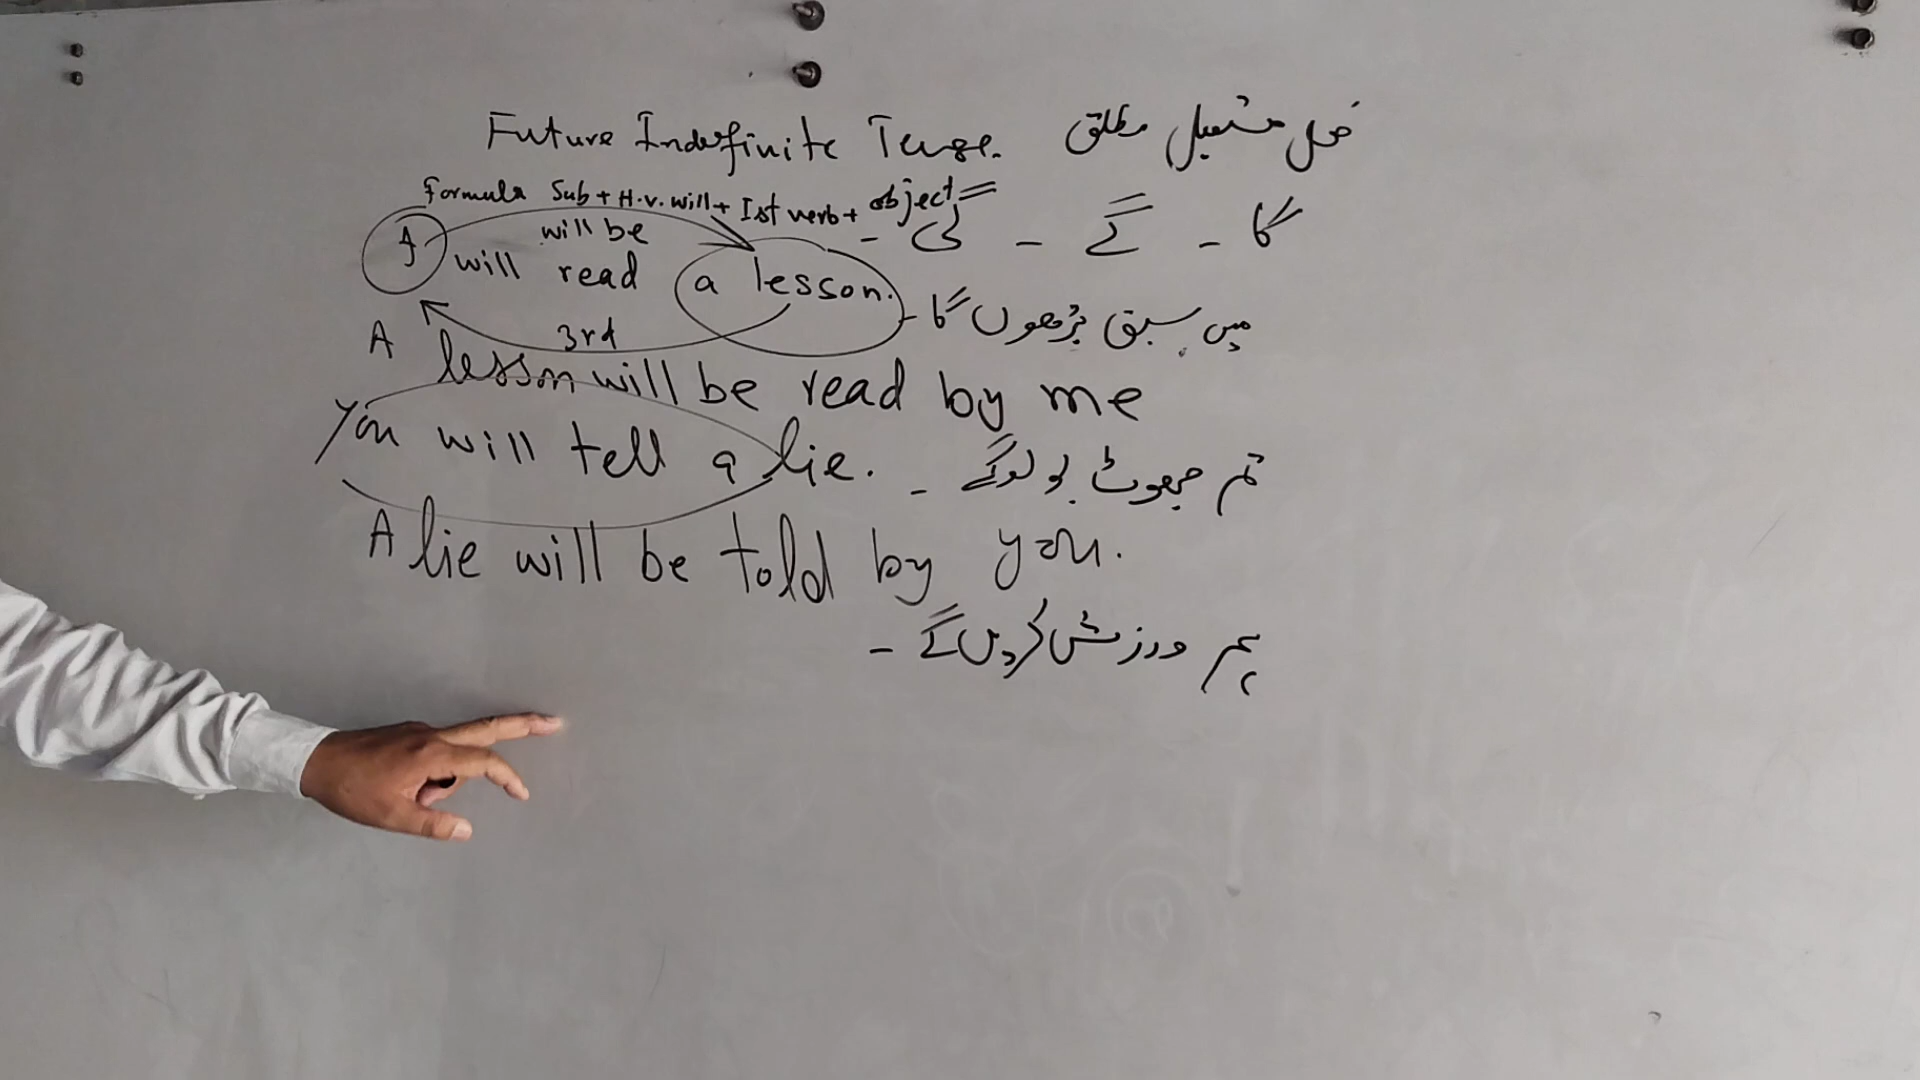 Future Indefinite Tense. فعل مستقبل مطلق
Formula Sub + H.v. will + Ist verb + object
گا - گے - گی -
will be
I will read a lesson.
میں سبق پڑھوں گا -
3rd
A lesson will be read by me
You will tell a lie. تم جھوٹ بولو گے -
A lie will be told by you.
ہم ورزش کریں گے -